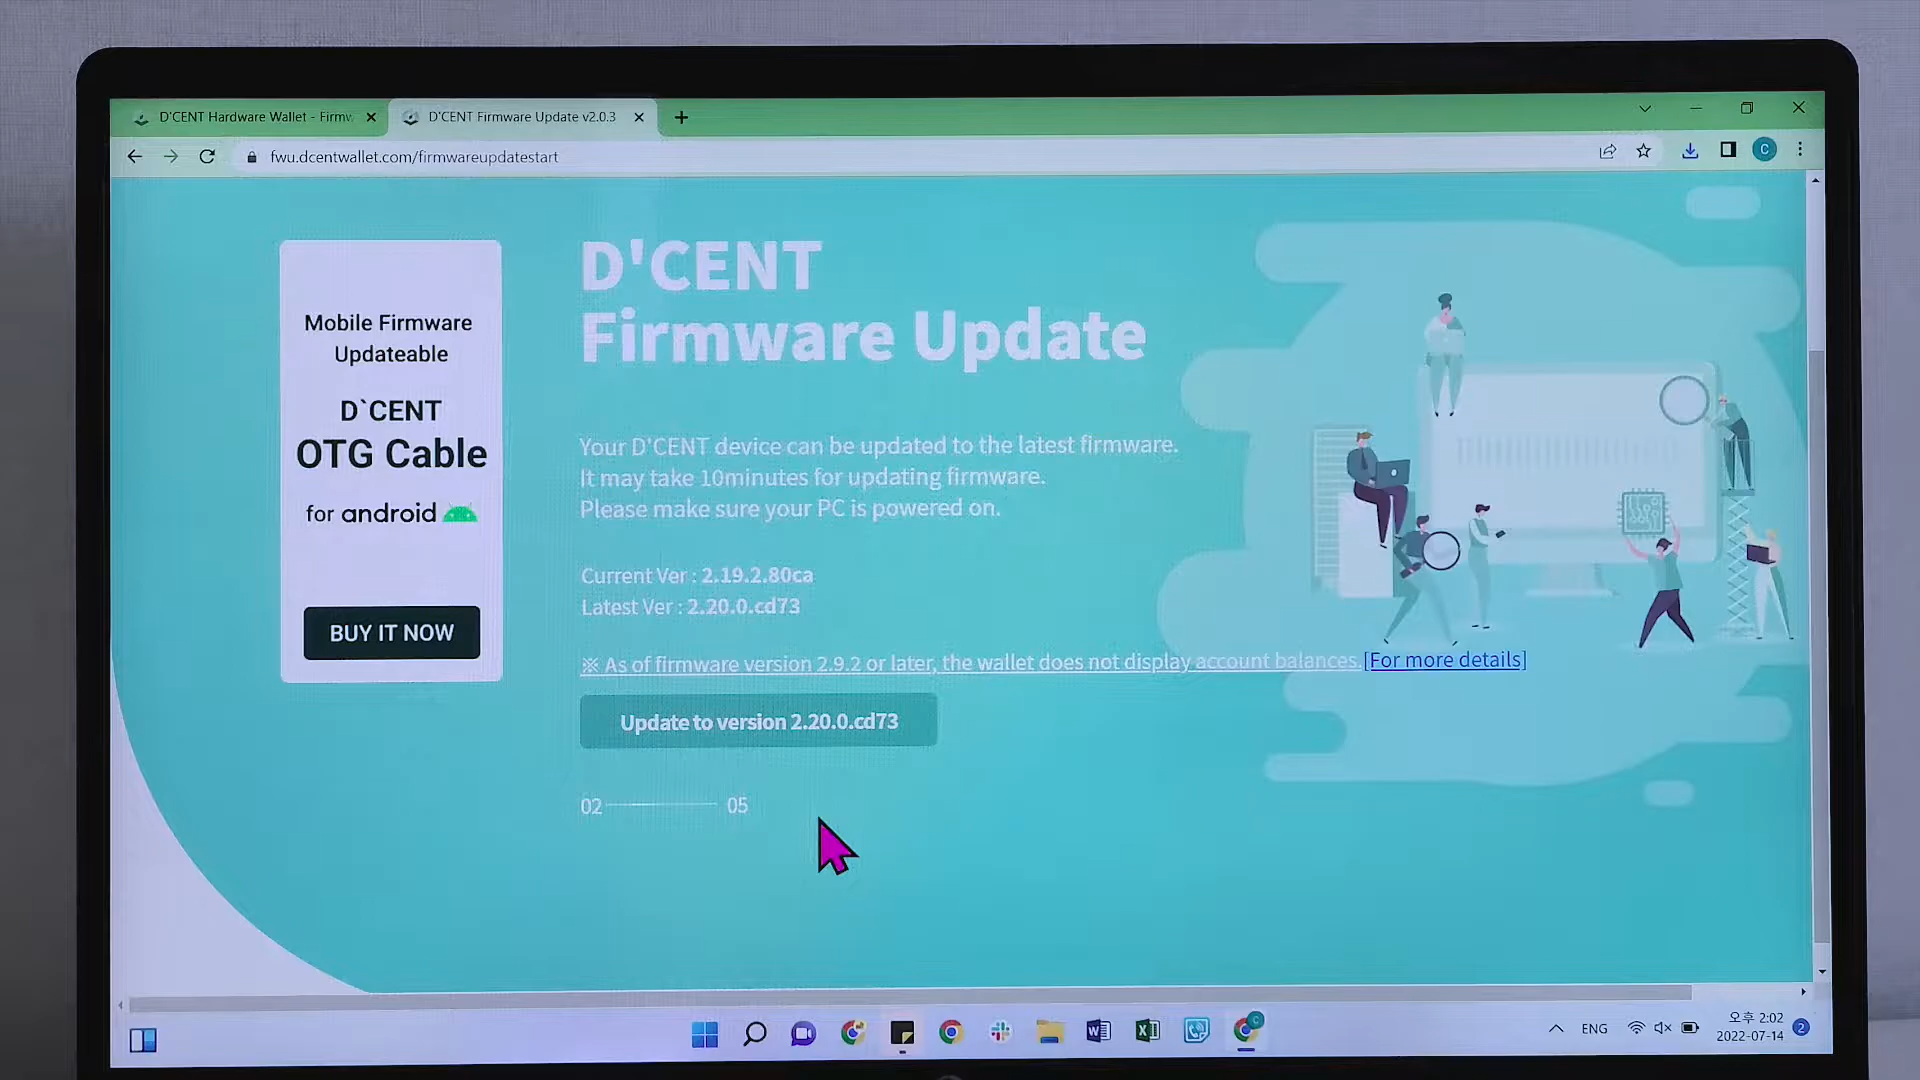 D'CENT Hardware Wallet - Firmw
D'CENT Firmware Update v2.0.3
fwu.dcentwallet.com/firmwareupdatestart
C
Mobile Firmware
Updateable
D`CENT
OTG Cable
for android
BUY IT NOW
D'CENT
Firmware Update
Your D'CENT device can be updated to the latest firmware.
It may take 10minutes for updating firmware.
Please make sure your PC is powered on.
Current Ver : 2.19.2.80ca
Latest Ver : 2.20.0.cd73
※ As of firmware version 2.9.2 or later, the wallet does not display account balances.[For more details]
Update to version 2.20.0.cd73
02 05
ENG
오후 2:02
2022-07-14
2